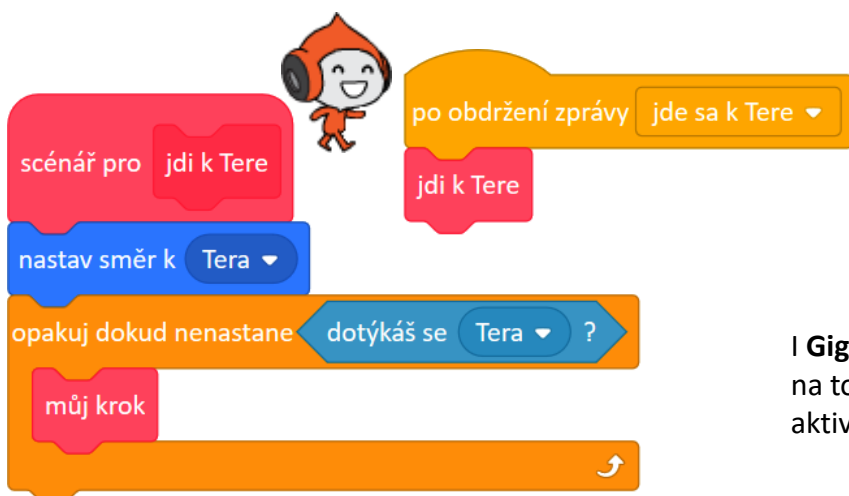 scénář pro jdi k Tere
nastav směr k Tera
opakuj dokud nenastane dotýkáš se Tera ?
můj krok
po obdržení zprávy jde sa k Tere
jdi k Tere
I Gig
na to
aktiv